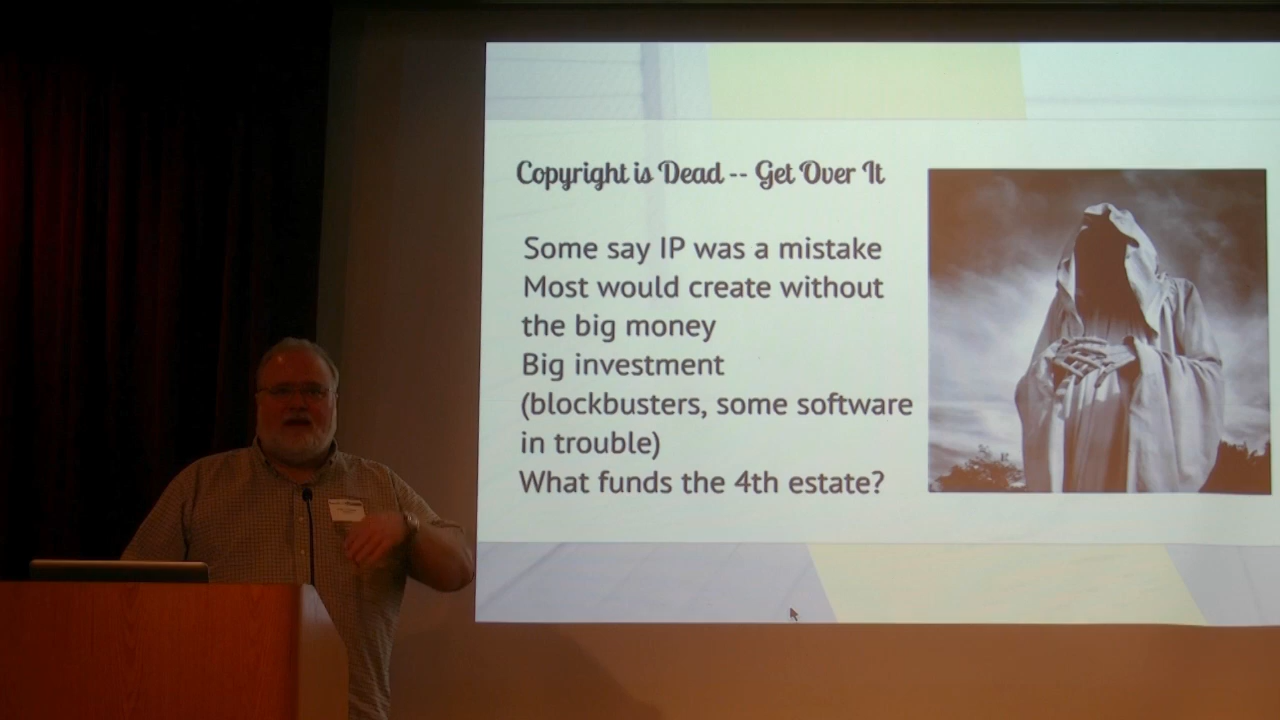 Copyright is Dead -- Get Over It
Some say IP was a mistake
Most would create without
the big money
Big investment
(blockbusters, some software
in trouble)
What funds the 4th estate?